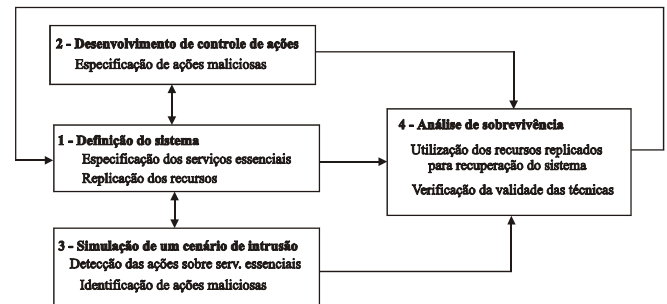 2 - Desenvolvimento de controle de ações
Especificação de ações maliciosas
1 - Definição do sistema
Especificação dos serviços essenciais
Replicação dos recursos
3 - Simulação de um cenário de intrusão
Detecção das ações sobre serv. essenciais
Identificação de ações maliciosas
4 - Análise de sobrevivência
Utilização dos recursos replicados
para recuperação do sistema
Verificação da validade das técnicas